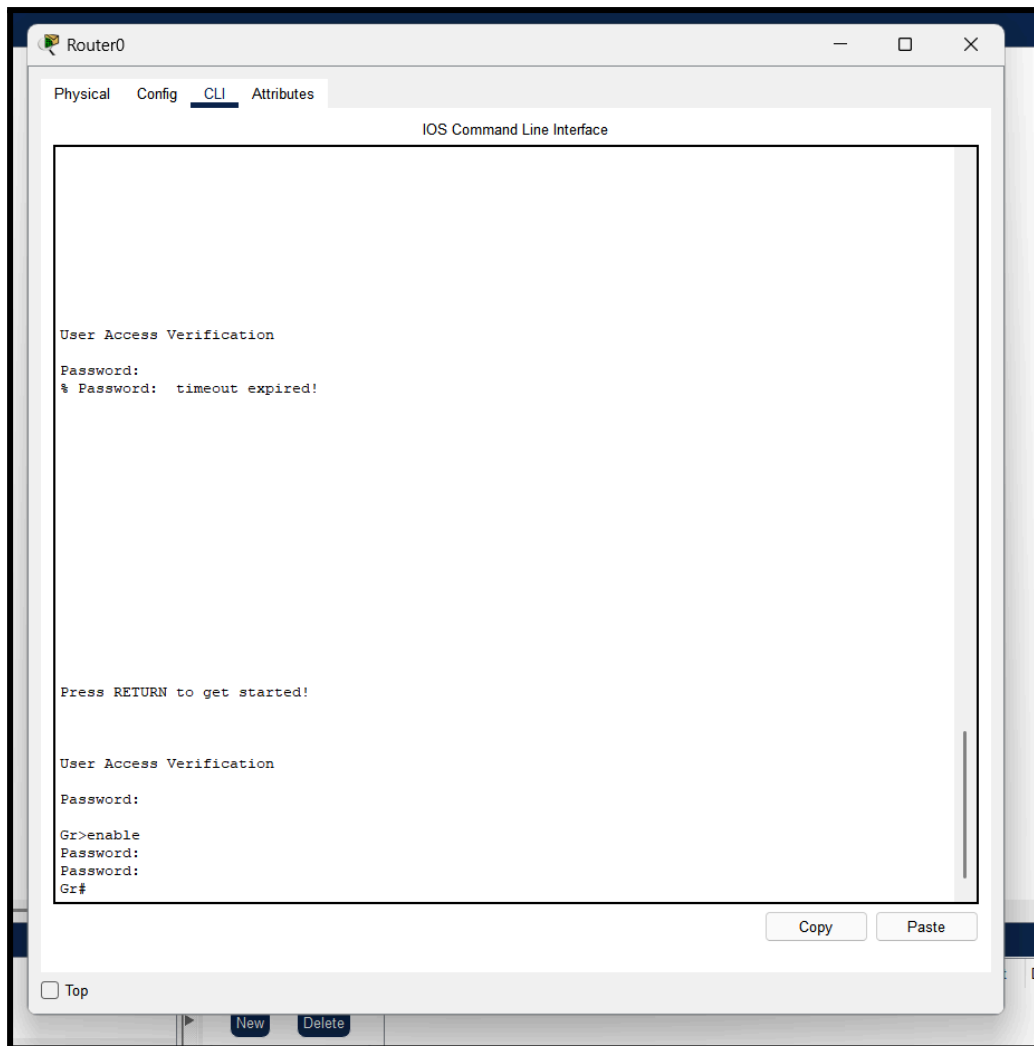 Router0
Physical Config CLI Attributes
IOS Command Line Interface
User Access Verification
Password:
% Password:  timeout expired!
Press RETURN to get started!
User Access Verification
Password:
Gr>enable
Password:
Password:
Gr#
Copy Paste
Top
New Delete